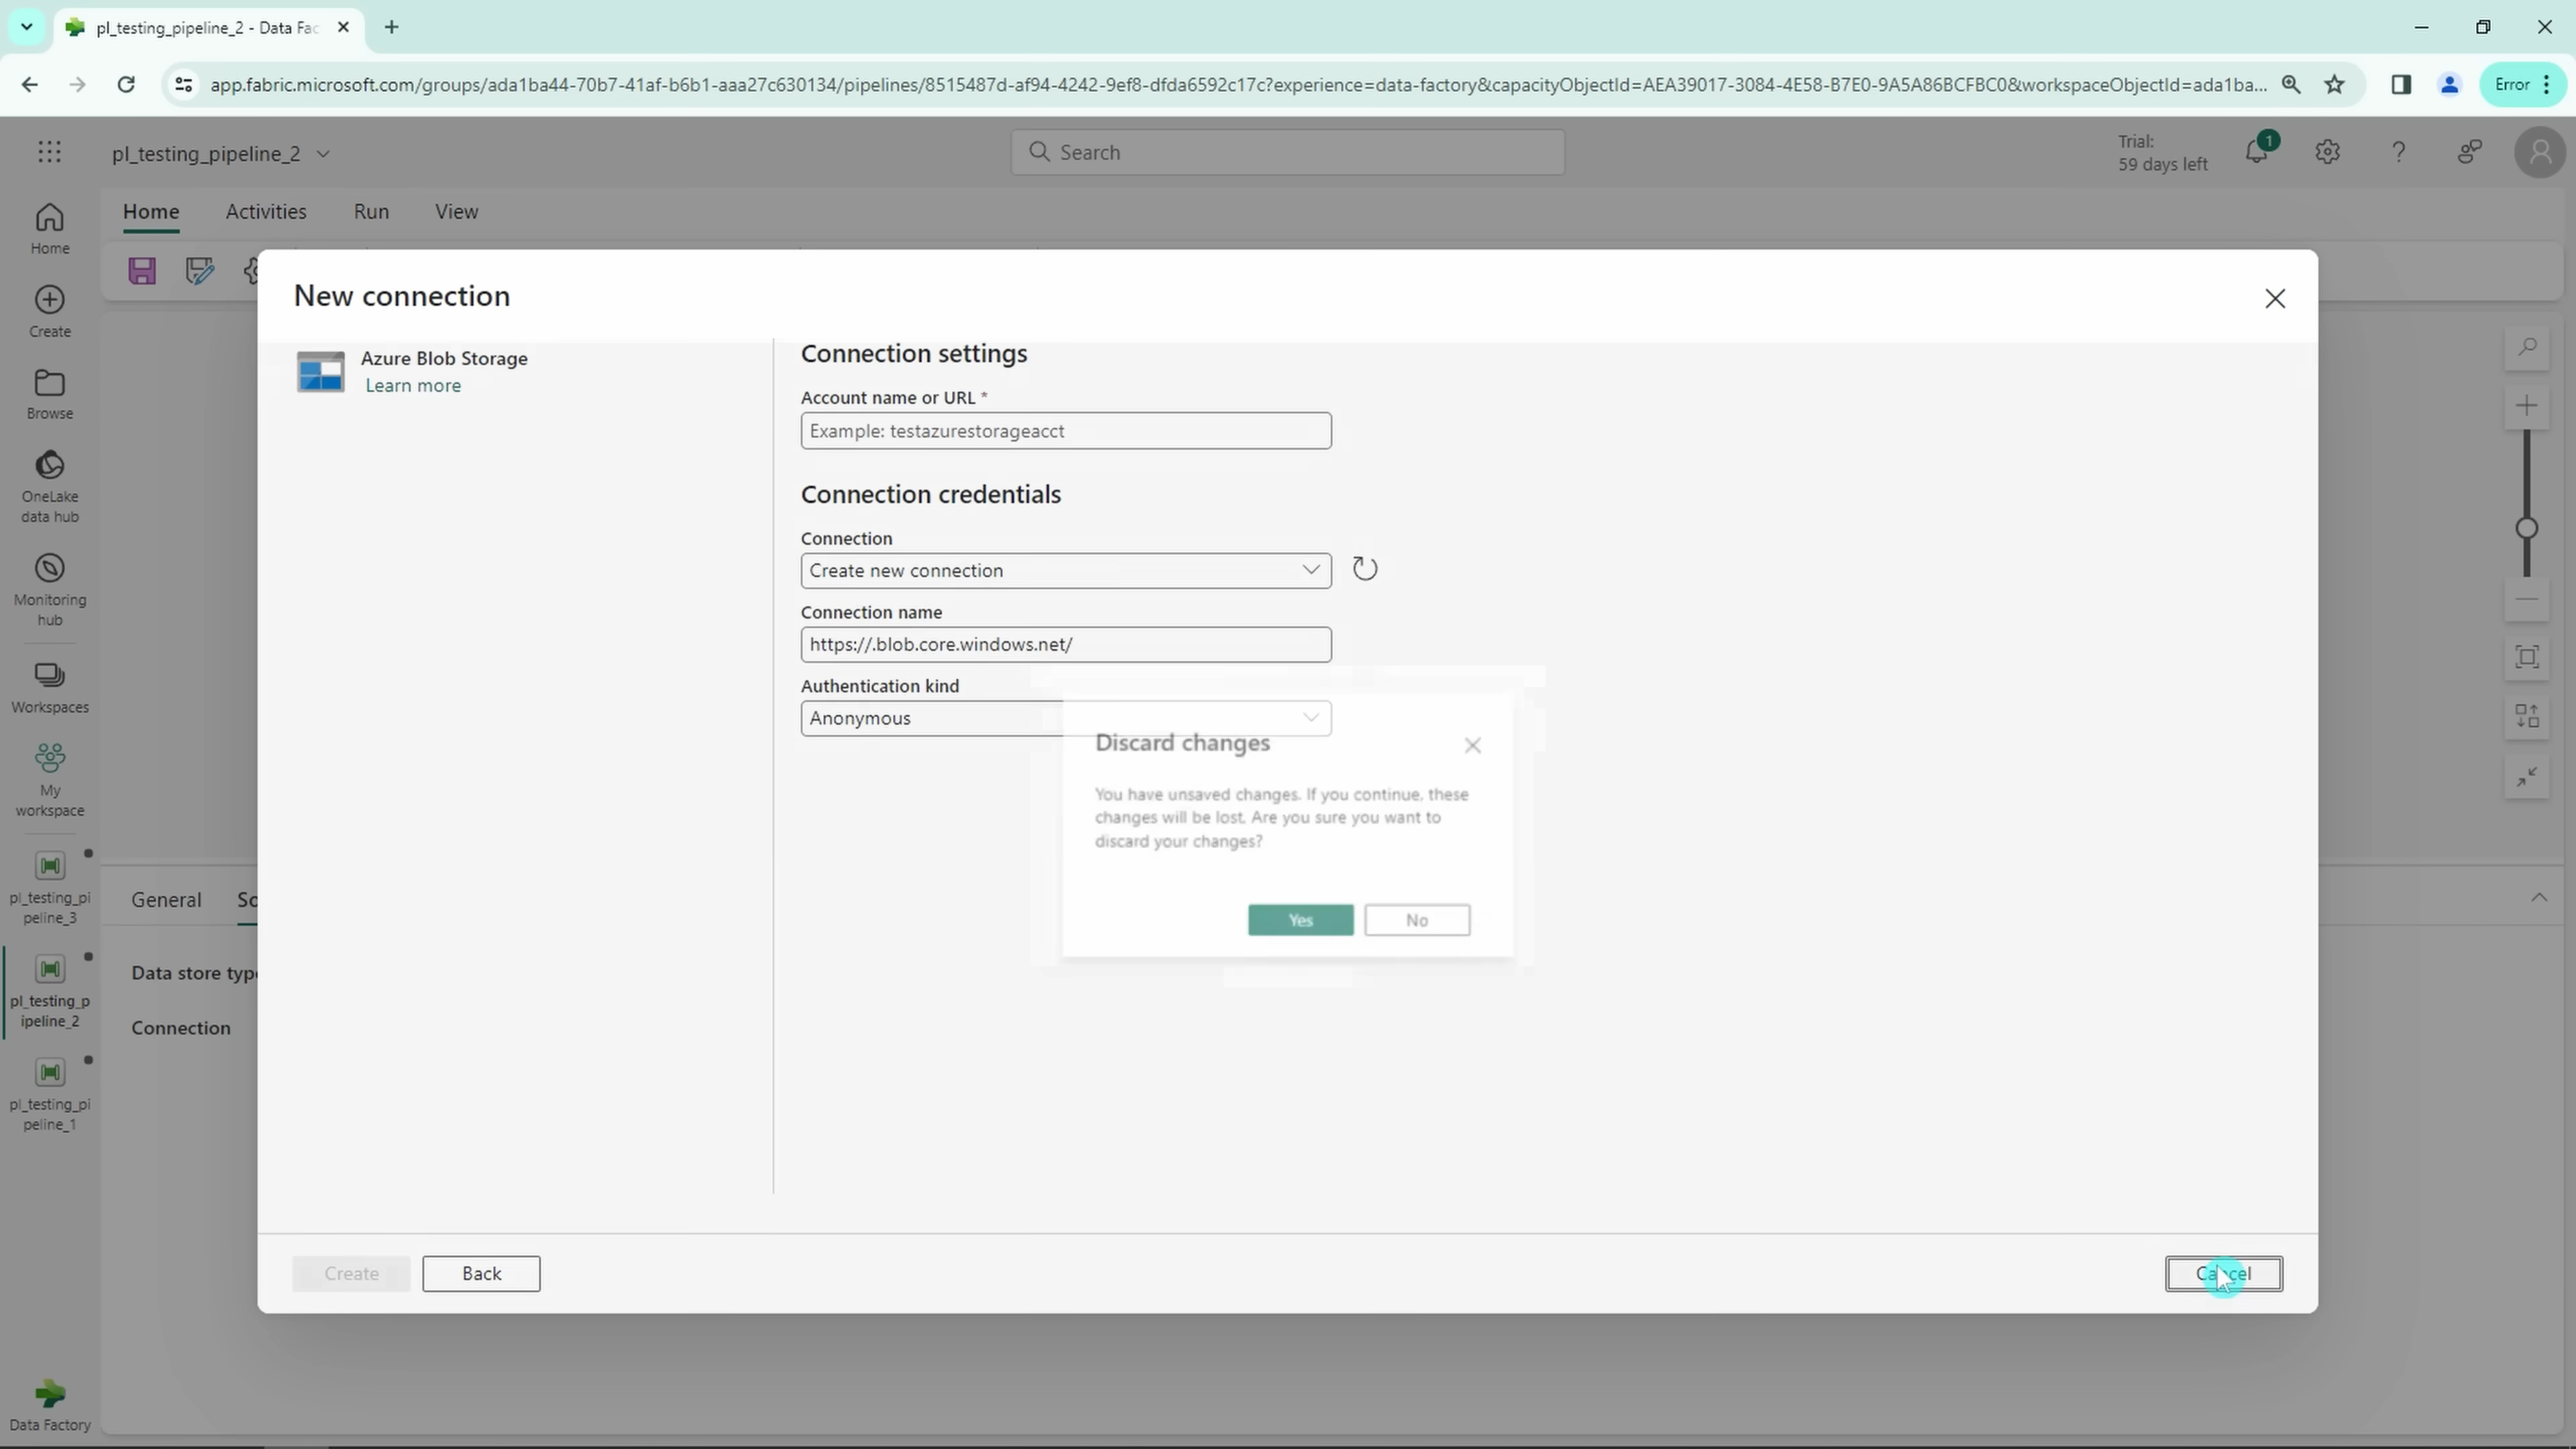 pl_testing_pipeline_2 - Data Fac
app.fabric.microsoft.com/groups/ada1ba44-70b7-41af-b6b1-aaa27c630134/pipelines/8515487d-af94-4242-9ef8-dfda6592c17c?experience=data-factory&capacityObjectId=AEA39017-3084-4E58-B7E0-9A5A86BCFBC0&workspaceObjectId=ada1ba...
Error
pl_testing_pipeline_2
Search
Trial:
59 days left
1
Home
Activities
Run
View
Home
Create
Browse
OneLake
data hub
Monitoring
hub
Workspaces
My
workspace
pl_testing_pi
peline_3
pl_testing_p
ipeline_2
pl_testing_pi
peline_1
Data Factory
New connection
Azure Blob Storage
Learn more
Connection settings
Account name or URL *
Example: testazurestorageacct
Connection credentials
Connection
Create new connection
Connection name
https://.blob.core.windows.net/
Authentication kind
Anonymous
Discard changes
You have unsaved changes. If you continue, these
changes will be lost. Are you sure you want to
discard your changes?
Yes
No
General
So
Data store type
Connection
Create
Back
Cancel